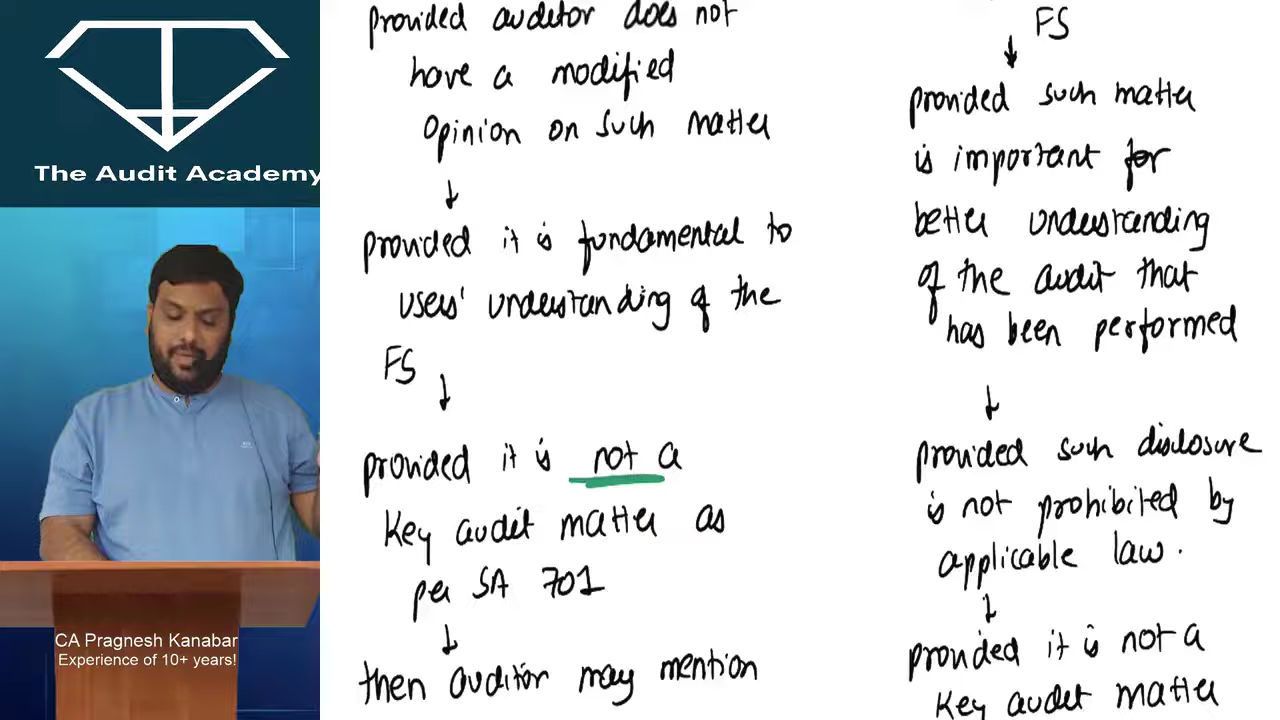 The Audit Academy
CA Pragnesh Kanabar
Experience of 10+ years!
provided auditor does not
have a modified
opinion on such matter
provided it is fundamental to
users' understanding of the
FS
provided it is not a
key audit matter as
per SA 701
then auditor may mention
FS
provided such matter
is important for
better understanding
of the audit that
has been performed
provided such disclosure
is not prohibited by
applicable law.
provided it is not a
key audit matter